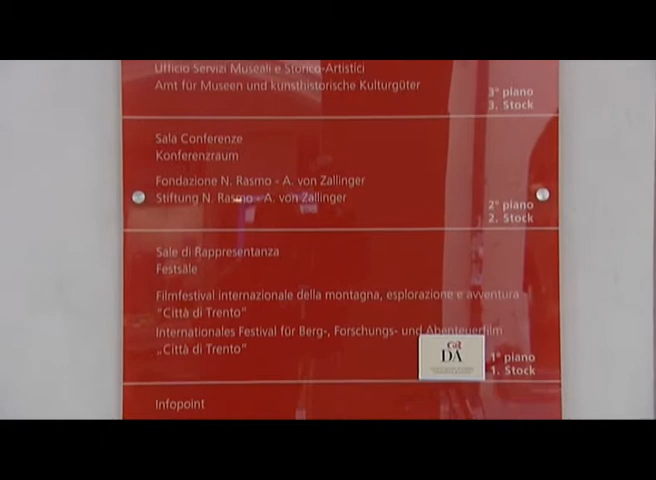 Ufficio Servizi Museali e Storico-Artistici
Amt für Museen und kunsthistorische Kulturgüter
3° piano
3. Stock
Sala Conferenze
Konferenzraum
Fondazione N. Rasmo - A. von Zallinger
Stiftung N. Rasmo - A. von Zallinger
2° piano
2. Stock
Sale di Rappresentanza
Festsäle
Filmfestival internazionale della montagna, esplorazione e avventura
"Città di Trento"
Internationales Festival für Berg-, Forschungs- und Abenteuerfilm
„Città di Trento"
DA
1° piano
1. Stock
Infopoint